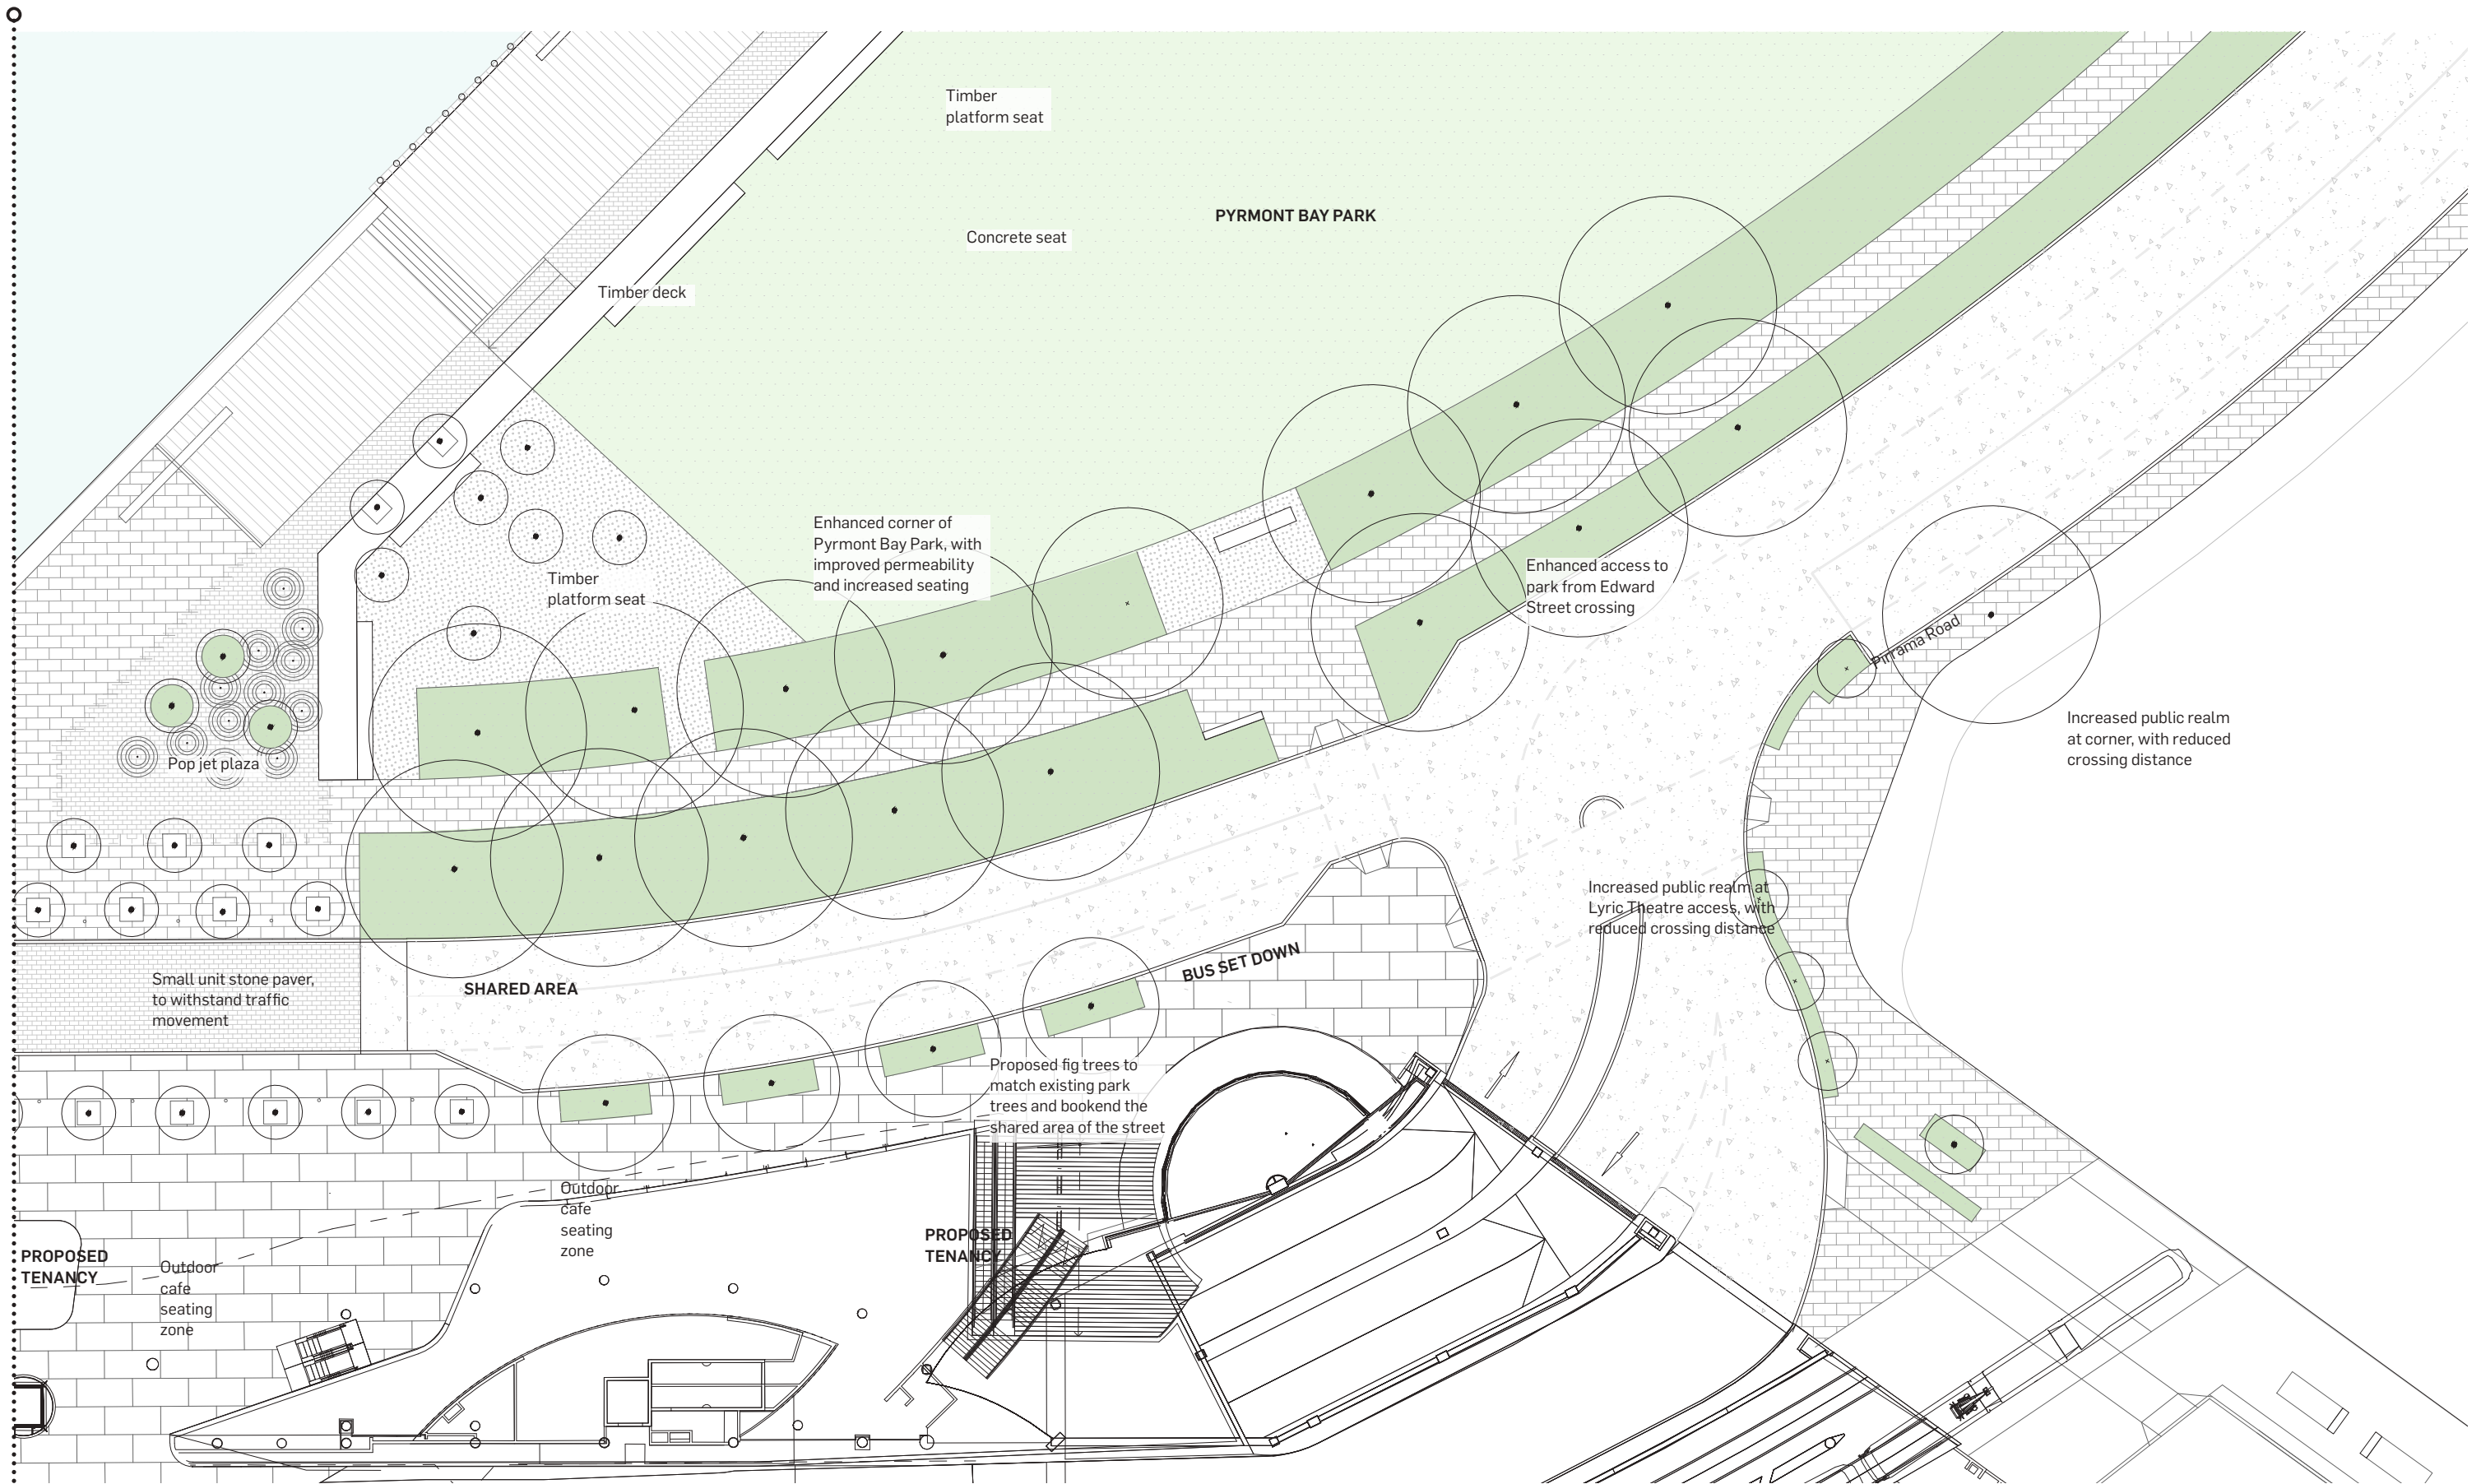 Timber
platform seat
PYRMONT BAY PARK
Concrete seat
Timber deck
Enhanced corner of
Pyrmont Bay Park, with
improved permeability
and increased seating
Timber
platform seat
Enhanced access to
park from Edward
Street crossing
Pirrama Road
Increased public realm
at corner, with reduced
crossing distance
Pop jet plaza
Increased public realm at
Lyric Theatre access, with
reduced crossing distance
BUS SET DOWN
Small unit stone paver,
to withstand traffic
movement
SHARED AREA
Proposed fig trees to
match existing park
trees and bookend the
shared area of the street
Outdoor
cafe
seating
zone
PROPOSED
TENANCY
PROPOSED
TENANCY
Outdoor
cafe
seating
zone